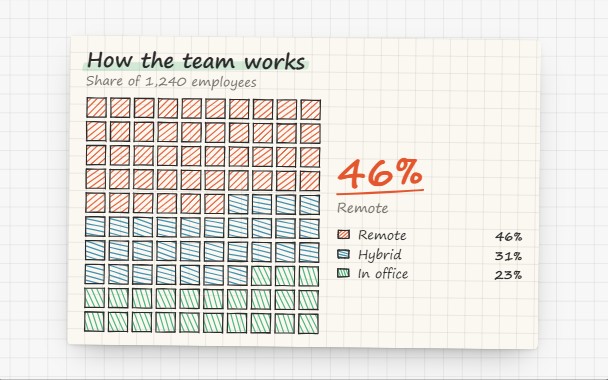 How the team works
Share of 1,240 employees
46%
Remote
Remote 46%
Hybrid 31%
In office 23%